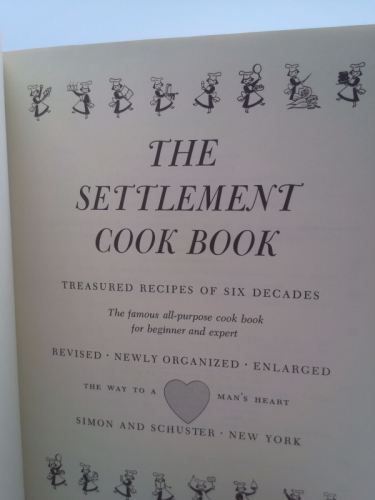 THE
SETTLEMENT
COOK BOOK
TREASURED RECIPES OF SIX DECADES
The famous all-purpose cook book
for beginner and expert
REVISED · NEWLY ORGANIZED · ENLARGED
THE WAY TO A MAN'S HEART
SIMON AND SCHUSTER · NEW YORK